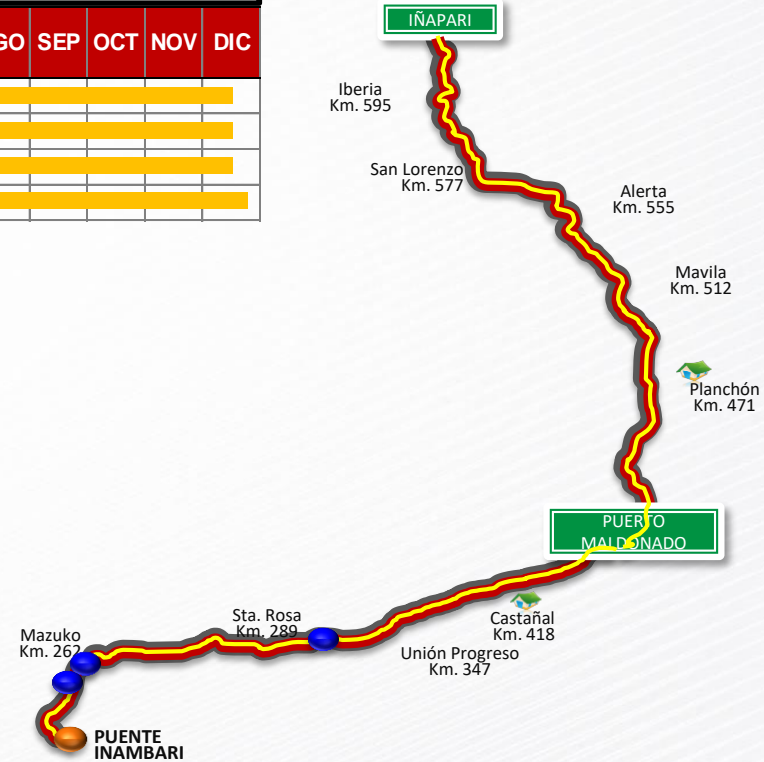 GO SEP OCT NOV DIC
IÑAPARI
Iberia
Km. 595
San Lorenzo
Km. 577
Alerta
Km. 555
Mavila
Km. 512
Planchón
Km. 471
PUERTO
MALDONADO
Castañal
Km. 418
Sta. Rosa
Km. 289
Unión Progreso
Km. 347
Mazuko
Km. 262
PUENTE
INAMBARI